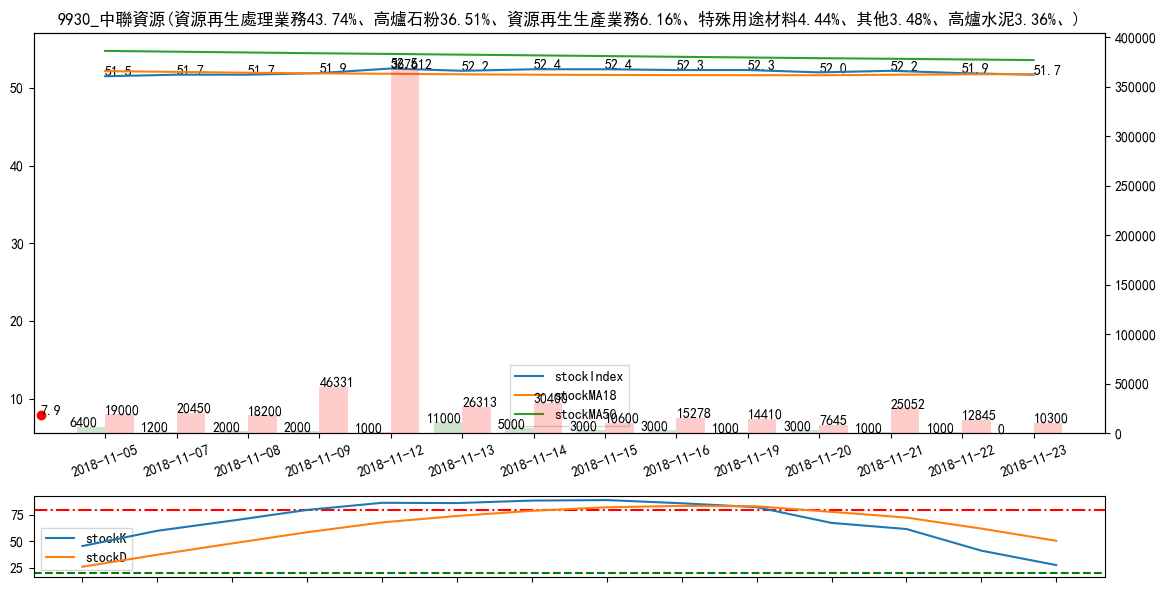 9930_中聯資源(資源再生處理業務43.74%、高爐石粉36.51%、資源再生生產業務6.16%、特殊用途材料4.44%、其他3.48%、高爐水泥3.36%、)
50
40
30
20
10
400000
350000
300000
250000
200000
150000
100000
50000
0
51.5 51.7 51.7 51.9 52.2 52.4 52.4 52.3 52.3 52.0 52.2 51.9 51.7
7.9
6400 19000 1200 20450 2000 18200 2000 46331 1000 11000 26313 5000 30400 3000 10600 3000 15278 1000 14410 3000 7645 1000 25052 1000 12845 0 10300
stockIndex
stockMA18
stockMA50
2018-11-05 2018-11-07 2018-11-08 2018-11-09 2018-11-12 2018-11-13 2018-11-14 2018-11-15 2018-11-16 2018-11-19 2018-11-20 2018-11-21 2018-11-22 2018-11-23
75
50
25
stockK
stockD